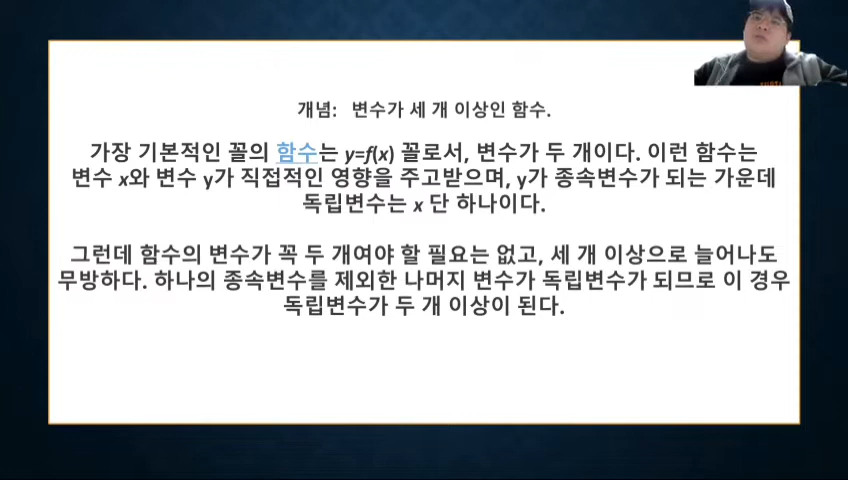 개념: 변수가 세 개 이상인 함수.
가장 기본적인 꼴의 함수는 y=f(x) 꼴로서, 변수가 두 개이다. 이런 함수는
변수 x와 변수 y가 직접적인 영향을 주고받으며, y가 종속변수가 되는 가운데
독립변수는 x 단 하나이다.
그런데 함수의 변수가 꼭 두 개여야 할 필요는 없고, 세 개 이상으로 늘어나도
무방하다. 하나의 종속변수를 제외한 나머지 변수가 독립변수가 되므로 이 경우
독립변수가 두 개 이상이 된다.